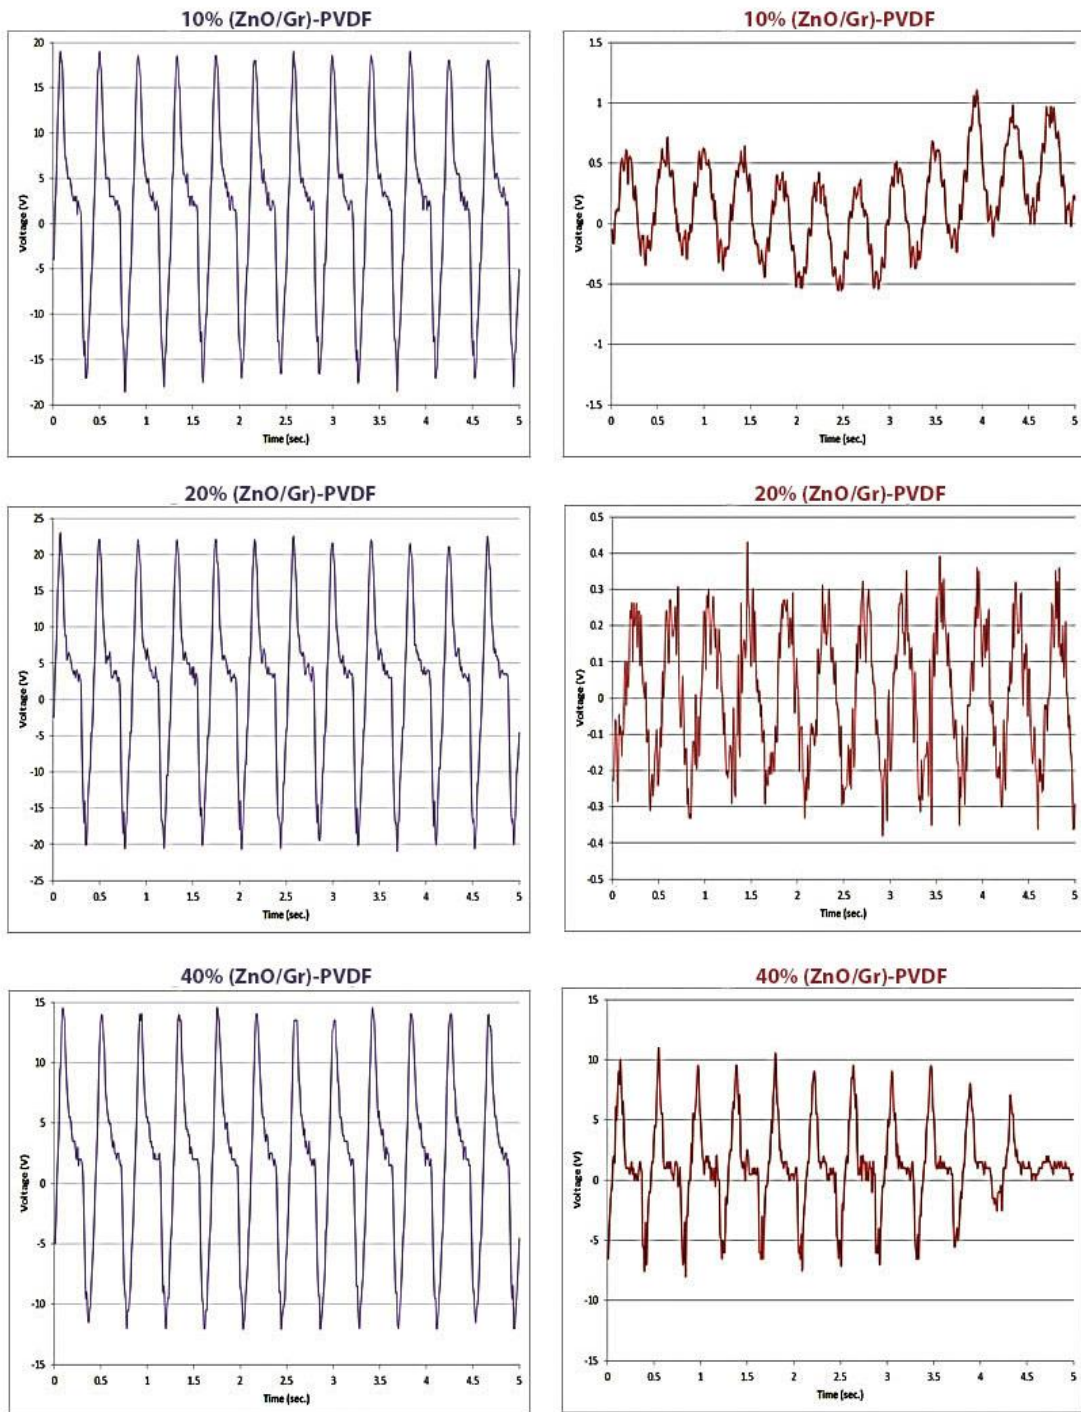 10% (ZnO/Gr)-PVDF
20
15
10
5
0
-5
-10
-15
-20
Voltage (V)
0 0.5 1 1.5 2 2.5 3 3.5 4 4.5 5
Time (sec.)
10% (ZnO/Gr)-PVDF
1.5
1
0.5
0
-0.5
-1
-1.5
Voltage (V)
0 0.5 1 1.5 2 2.5 3 3.5 4 4.5 5
Time (sec.)
20% (ZnO/Gr)-PVDF
25
20
15
10
5
0
-5
-10
-15
-20
-25
Voltage (V)
0 0.5 1 1.5 2 2.5 3 3.5 4 4.5 5
Time (sec.)
20% (ZnO/Gr)-PVDF
0.5
0.4
0.3
0.2
0.1
0
-0.1
-0.2
-0.3
-0.4
-0.5
Voltage (V)
0 0.5 1 1.5 2 2.5 3 3.5 4 4.5 5
Time (sec.)
40% (ZnO/Gr)-PVDF
15
10
5
0
-5
-10
-15
Voltage (V)
0 0.5 1 1.5 2 2.5 3 3.5 4 4.5 5
Time (sec.)
40% (ZnO/Gr)-PVDF
15
10
5
0
-5
-10
-15
Voltage (V)
0 0.5 1 1.5 2 2.5 3 3.5 4 4.5 5
Time (sec.)